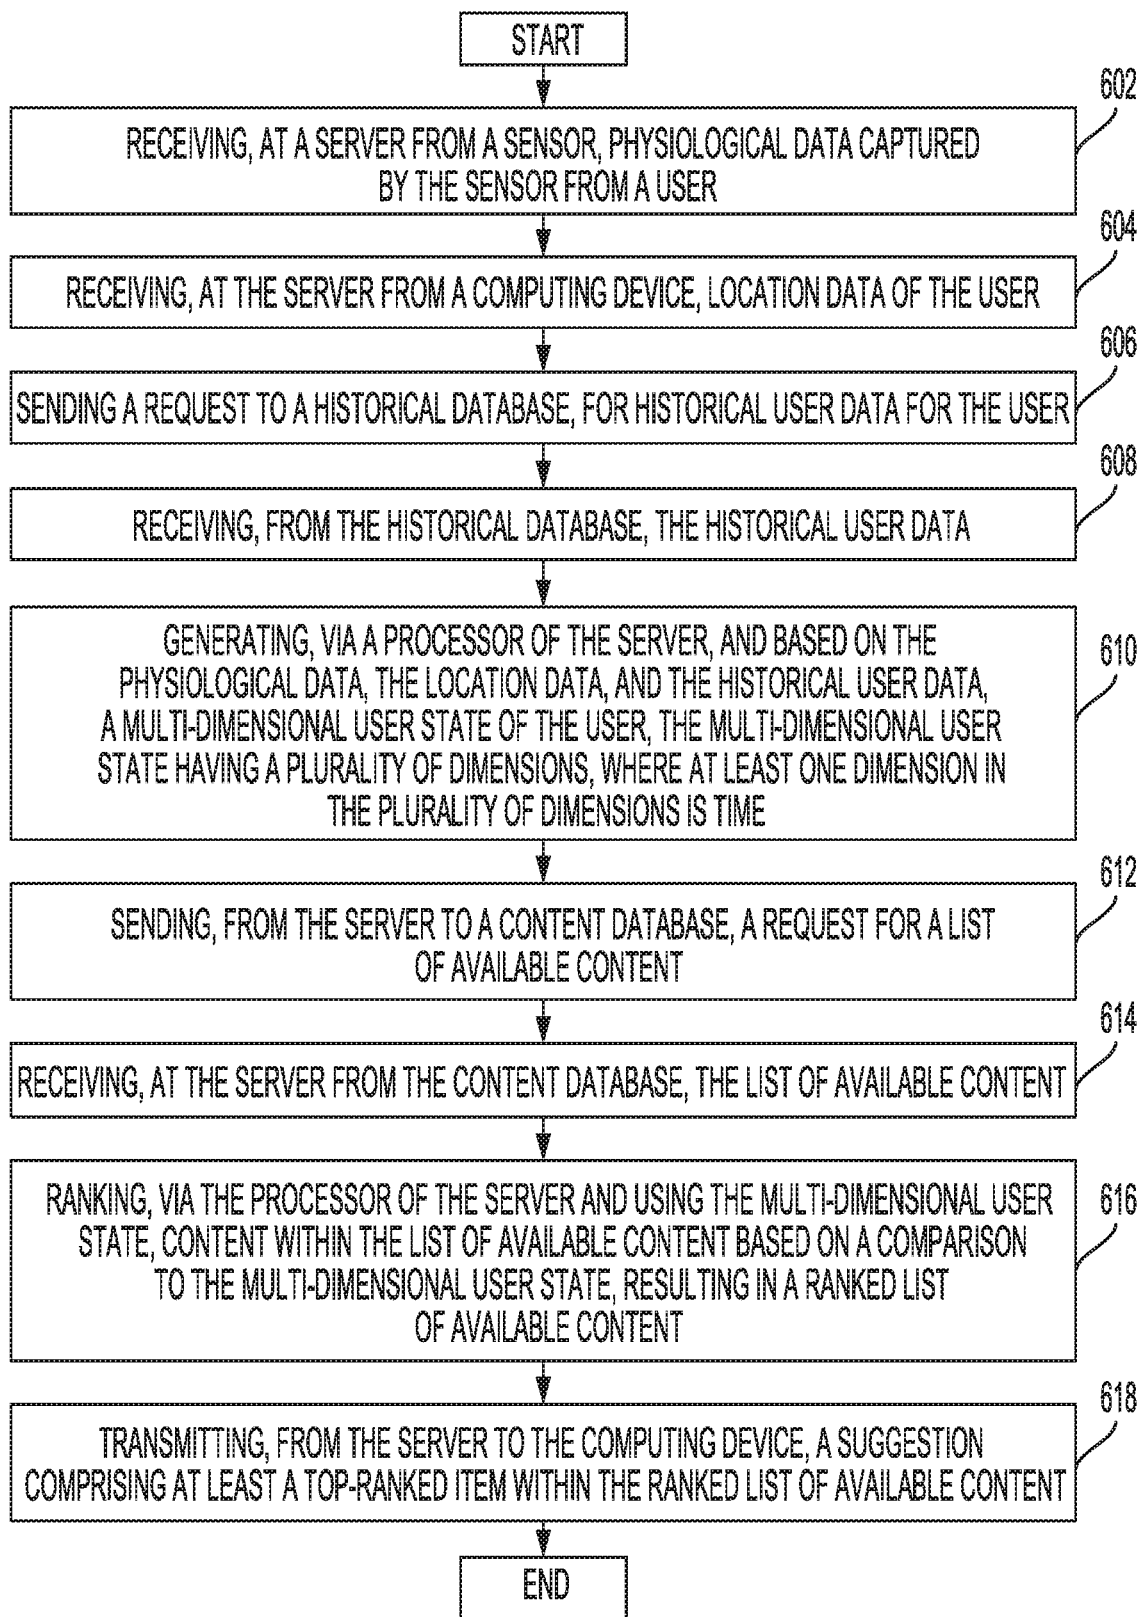 START
602
RECEIVING, AT A SERVER FROM A SENSOR, PHYSIOLOGICAL DATA CAPTURED
BY THE SENSOR FROM A USER
604
RECEIVING, AT THE SERVER FROM A COMPUTING DEVICE, LOCATION DATA OF THE USER
606
SENDING A REQUEST TO A HISTORICAL DATABASE, FOR HISTORICAL USER DATA FOR THE USER
608
RECEIVING, FROM THE HISTORICAL DATABASE, THE HISTORICAL USER DATA
610
GENERATING, VIA A PROCESSOR OF THE SERVER, AND BASED ON THE
PHYSIOLOGICAL DATA, THE LOCATION DATA, AND THE HISTORICAL USER DATA,
A MULTI-DIMENSIONAL USER STATE OF THE USER, THE MULTI-DIMENSIONAL USER
STATE HAVING A PLURALITY OF DIMENSIONS, WHERE AT LEAST ONE DIMENSION IN
THE PLURALITY OF DIMENSIONS IS TIME
612
SENDING, FROM THE SERVER TO A CONTENT DATABASE, A REQUEST FOR A LIST
OF AVAILABLE CONTENT
614
RECEIVING, AT THE SERVER FROM THE CONTENT DATABASE, THE LIST OF AVAILABLE CONTENT
616
RANKING, VIA THE PROCESSOR OF THE SERVER AND USING THE MULTI-DIMENSIONAL USER
STATE, CONTENT WITHIN THE LIST OF AVAILABLE CONTENT BASED ON A COMPARISON
TO THE MULTI-DIMENSIONAL USER STATE, RESULTING IN A RANKED LIST
OF AVAILABLE CONTENT
618
TRANSMITTING, FROM THE SERVER TO THE COMPUTING DEVICE, A SUGGESTION
COMPRISING AT LEAST A TOP-RANKED ITEM WITHIN THE RANKED LIST OF AVAILABLE CONTENT
END